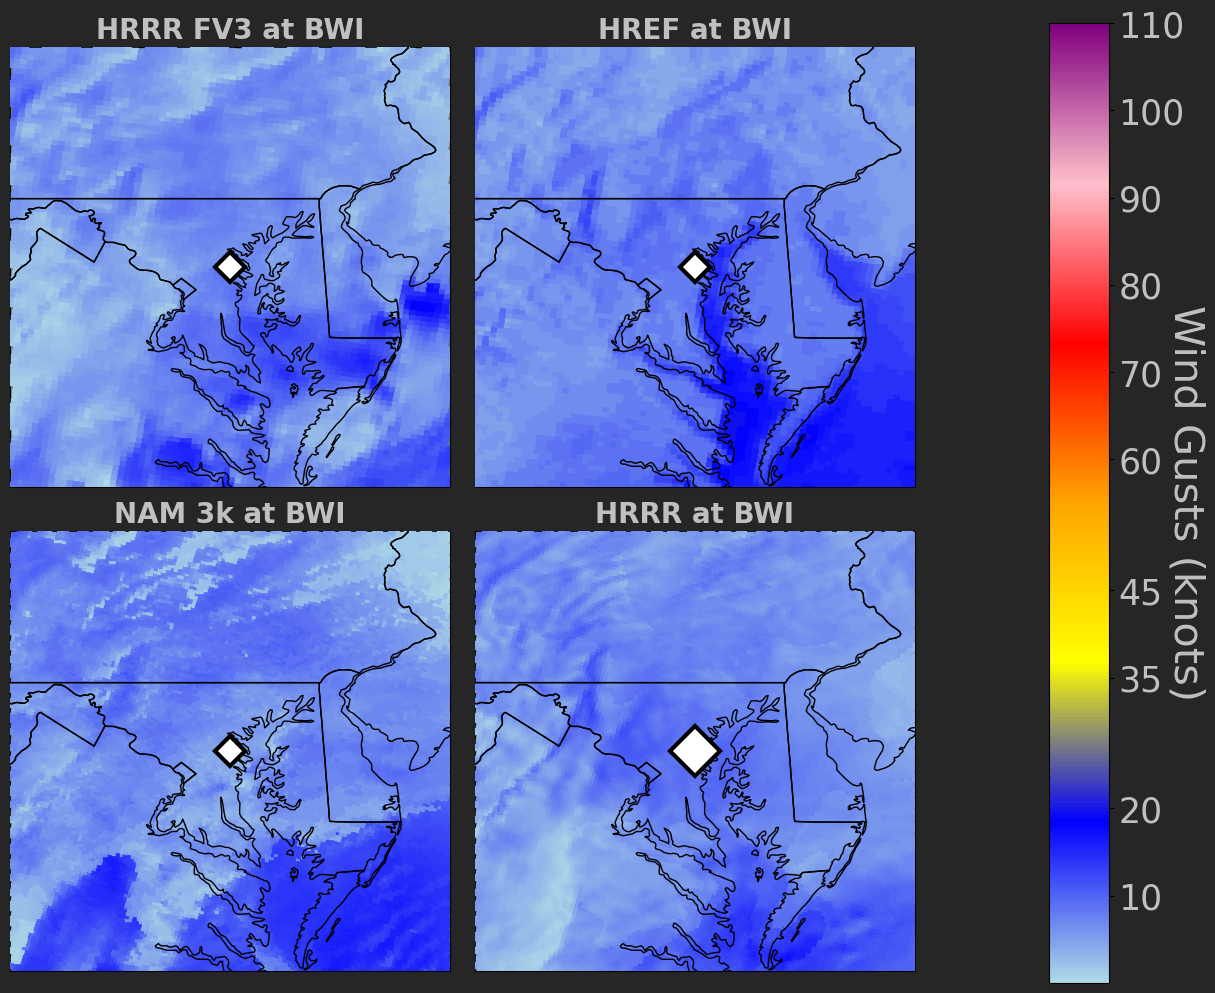 HRRR FV3 at BWI
HREF at BWI
NAM 3k at BWI
HRRR at BWI
110
100
90
80
70
60
45
35
20
10
Wind Gusts (knots)